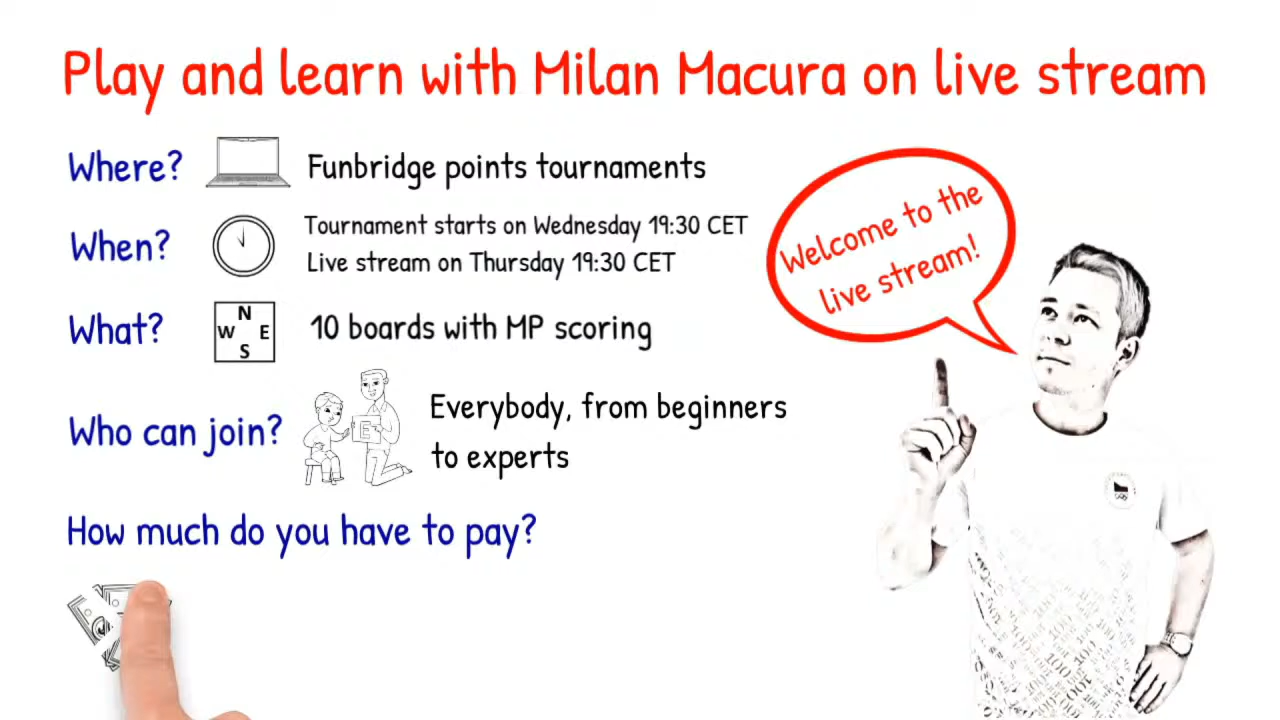 Play and learn with Milan Macura on live stream
Where?
Funbridge points tournaments
When?
Tournament starts on Wednesday 19:30 CET
Live stream on Thursday 19:30 CET
What?
N
W E
S
10 boards with MP scoring
Who can join?
E
Everybody, from beginners
to experts
How much do you have to pay?
Welcome to the
live stream!